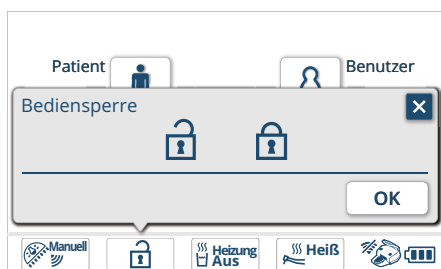 Patient
Benutzer
Bediensperre
OK
Manuell
Heizung
Aus
Heiß